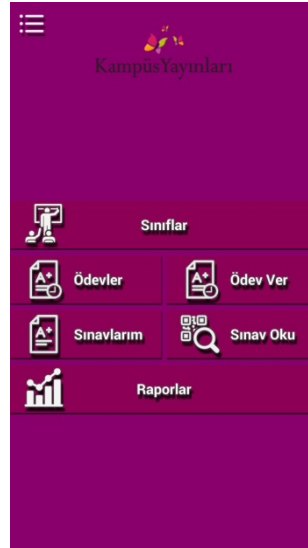 KampüsYayınları
Sınıflar
Ödevler
Ödev Ver
Sınavlarım
Sınav Oku
Raporlar